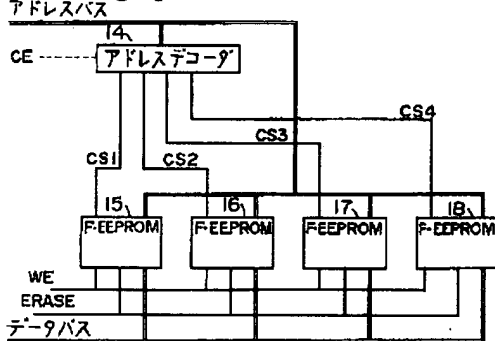 アドレスバス
14
CE
アドレスデコーダ
CS4
CS3
CS1
CS2
15
16
17
18
F-EEPROM
F-EEPROM
F-EEPROM
F-EEPROM
WE
ERASE
データバス